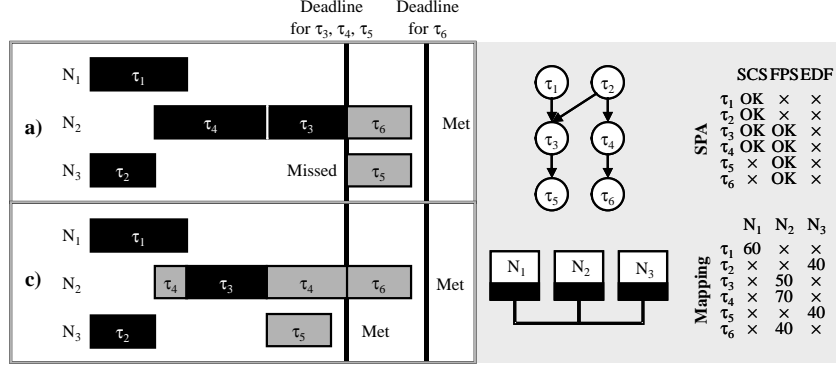 Deadline for τ3, τ4, τ5
Deadline for τ6
a)
N1 τ1
N2 τ4 τ3 τ6 Met
N3 τ2 Missed τ5
c)
N1 τ1
N2 τ4 τ3 τ4 τ6 Met
N3 τ2 τ5 Met
τ1 τ2
τ3 τ4
τ5 τ6
N1 N2 N3
SPA
SCS FPS EDF
τ1 OK × ×
τ2 OK × ×
τ3 OK OK ×
τ4 OK OK ×
τ5 × OK ×
τ6 × OK ×
Mapping
N1 N2 N3
τ1 60 × ×
τ2 × × 40
τ3 × 50 ×
τ4 × 70 ×
τ5 × × 40
τ6 × 40 ×